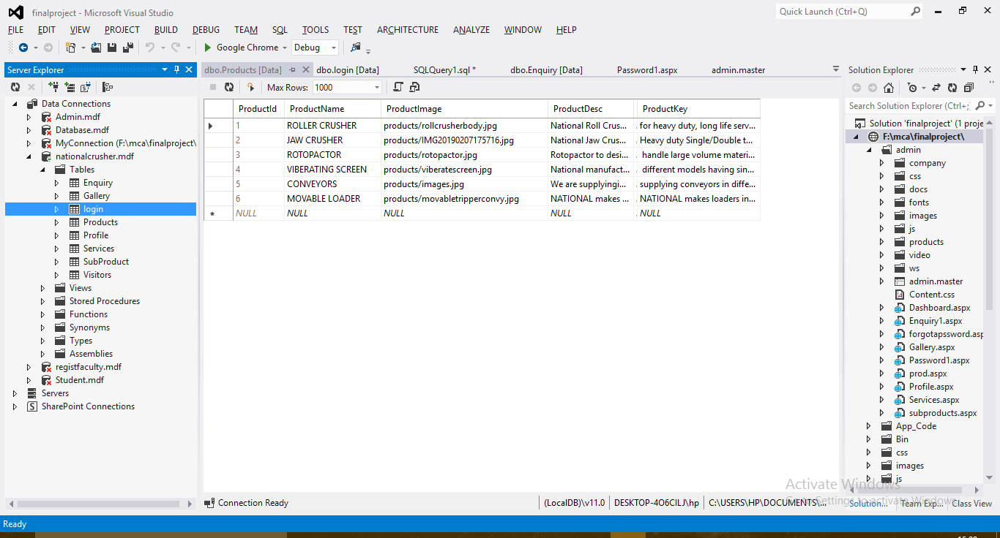 finalproject - Microsoft Visual Studio
Quick Launch (Ctrl+Q)
FILE EDIT VIEW PROJECT BUILD DEBUG TEAM SQL TOOLS TEST ARCHITECTURE ANALYZE WINDOW HELP
Google Chrome Debug
Server Explorer
Data Connections
Admin.mdf
Database.mdf
MyConnection (F:\mca\finalproject\
nationalcrusher.mdf
Tables
Enquiry
Gallery
login
Products
Profile
Services
SubProduct
Visitors
Views
Stored Procedures
Functions
Synonyms
Types
Assemblies
registfaculty.mdf
Student.mdf
Servers
SharePoint Connections
dbo.Products [Data] dbo.login [Data] SQLQuery1.sql * dbo.Enquiry [Data] Password1.aspx admin.master
Max Rows: 1000
ProductId ProductName ProductImage ProductDesc ProductKey
1 ROLLER CRUSHER products/rollcrusherbody.jpg National Roll Crus... for heavy duty, long life serv...
2 JAW CRUSHER products/IMG20190207175716.jpg National Jaw Crus... Heavy duty Single/Double t...
3 ROTOPACTOR products/rotopactor.jpg Rotopactor to desi... handle large volume materi...
4 VIBERATING SCREEN products/viberatescreen.jpg National manufact... different models having sin...
5 CONVEYORS products/images.jpg We are supplyingi... supplying conveyors in diffe...
6 MOVABLE LOADER products/movabletripperconvy.jpg NATIONAL makes ... NATIONAL makes loaders in...
NULL NULL NULL NULL NULL
Connection Ready (LocalDB)\v11.0 DESKTOP-4O6CILJ\hp C:\USERS\HP\DOCUMENTS\...
Solution Explorer
Search Solution Explorer (Ctrl+;
Solution 'finalproject' (1 proje
F:\mca\finalproject\
admin
company
css
docs
fonts
images
js
products
video
ws
admin.master
Content.css
Dashboard.aspx
Enquiry1.aspx
forgotapssword.asp
Gallery.aspx
Password1.aspx
prod.aspx
Profile.aspx
Services.aspx
subproducts.aspx
App_Code
Bin
css
images
js
Activate Windows
Go to Settings to activate Windows.
Solution... Team Exp... Class View
Ready